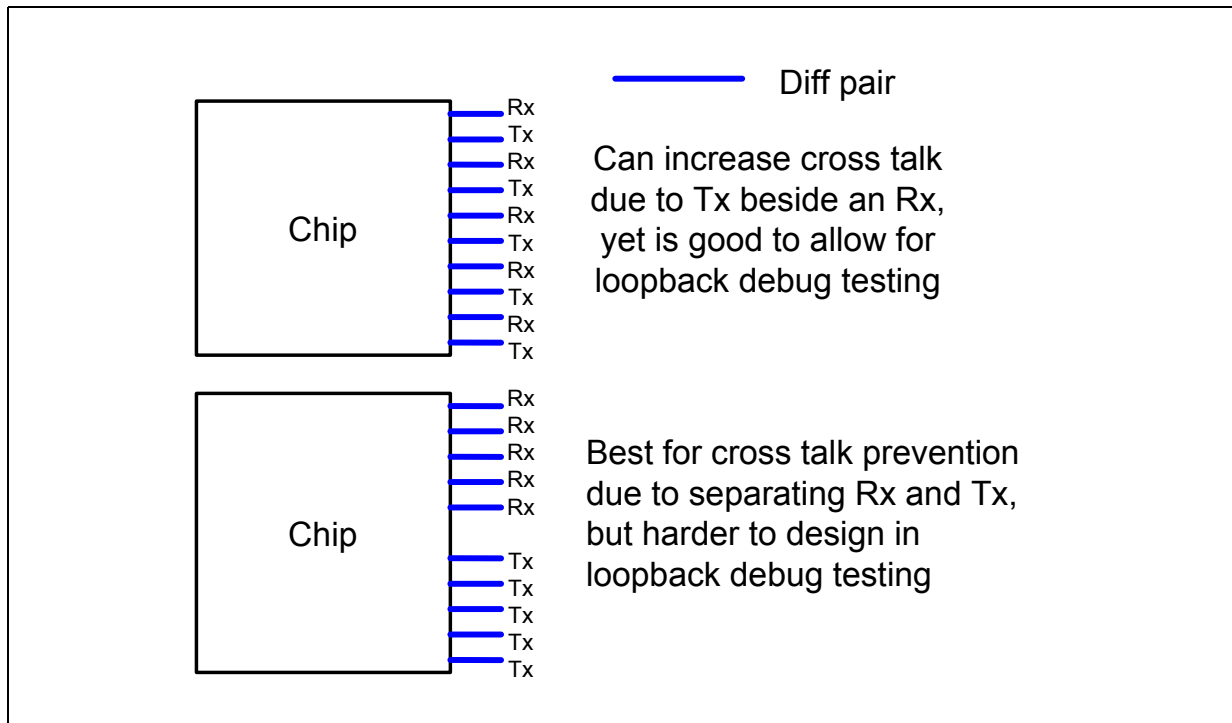 Diff pair
Rx
Tx
Rx
Tx
Rx
Tx
Rx
Tx
Rx
Tx
Chip
Can increase cross talk
due to Tx beside an Rx,
yet is good to allow for
loopback debug testing
Rx
Rx
Rx
Rx
Rx
Tx
Tx
Tx
Tx
Tx
Chip
Best for cross talk prevention
due to separating Rx and Tx,
but harder to design in
loopback debug testing